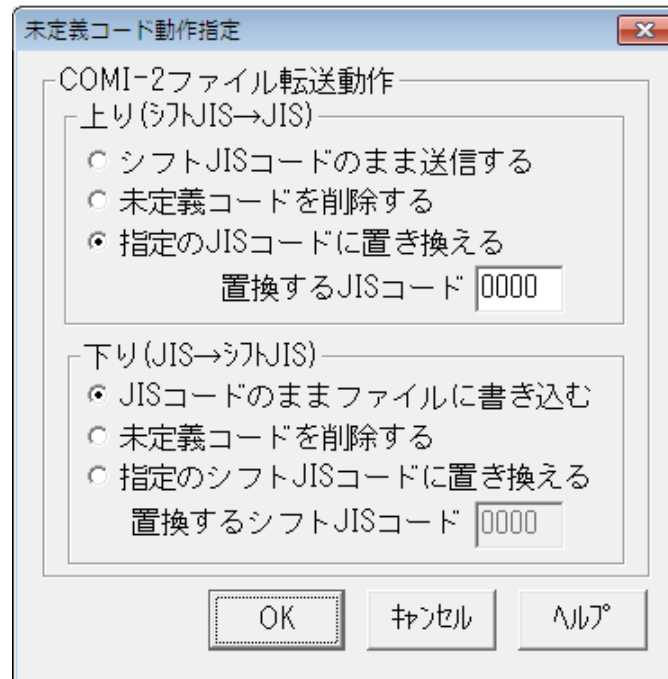 未定義コード動作指定
COMI-2ファイル転送動作
上り(ｼﾌﾄJIS→JIS)
シフトJISコードのまま送信する
未定義コードを削除する
指定のJISコードに置き換える
置換するJISコード 0000
下り(JIS→ｼﾌﾄJIS)
JISコードのままファイルに書き込む
未定義コードを削除する
指定のシフトJISコードに置き換える
置換するシフトJISコード 0000
OK ｷｬﾝｾﾙ ﾍﾙﾌﾟ